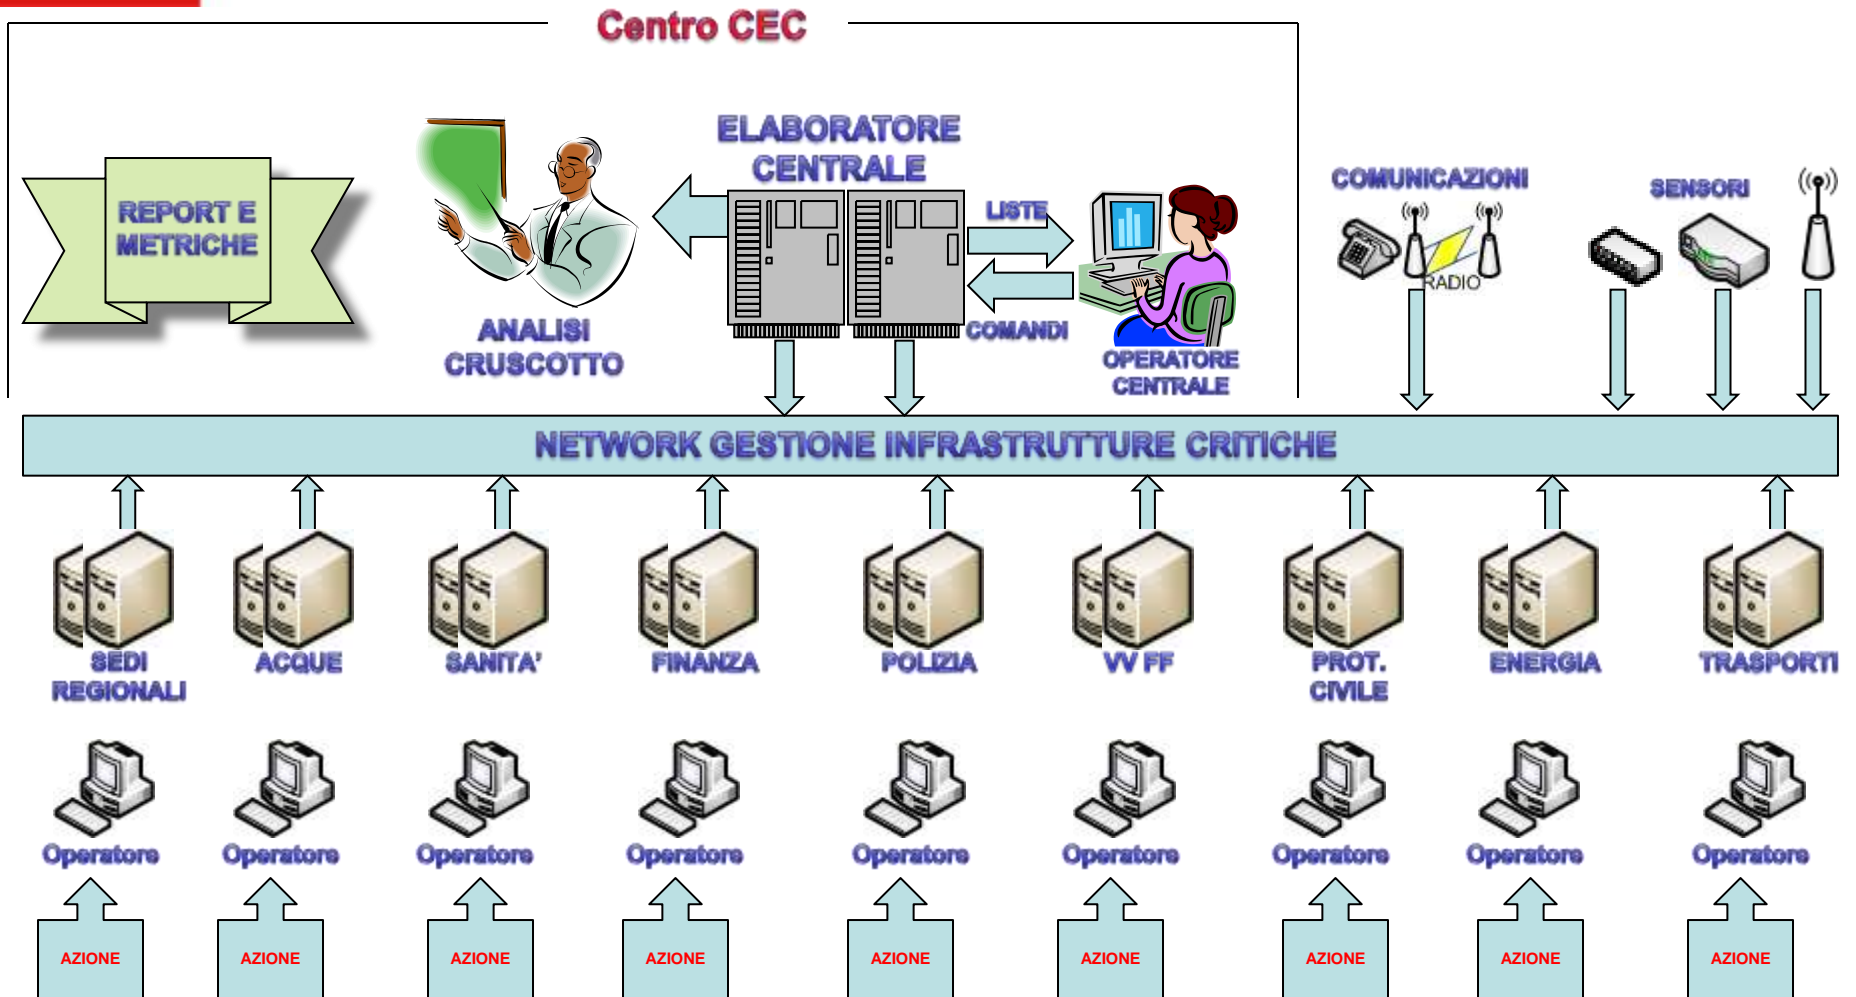 Centro CEC
ELABORATORE
CENTRALE
REPORT E
METRICHE
ANALISI
CRUSCOTTO
LISTE
COMANDI
OPERATORE
CENTRALE
COMUNICAZIONI
RADIO
SENSORI
NETWORK GESTIONE INFRASTRUTTURE CRITICHE
SEDI
REGIONALI
ACQUE
SANITA'
FINANZA
POLIZIA
VV FF
PROT.
CIVILE
ENERGIA
TRASPORTI
Operatore
Operatore
Operatore
Operatore
Operatore
Operatore
Operatore
Operatore
Operatore
AZIONE
AZIONE
AZIONE
AZIONE
AZIONE
AZIONE
AZIONE
AZIONE
AZIONE